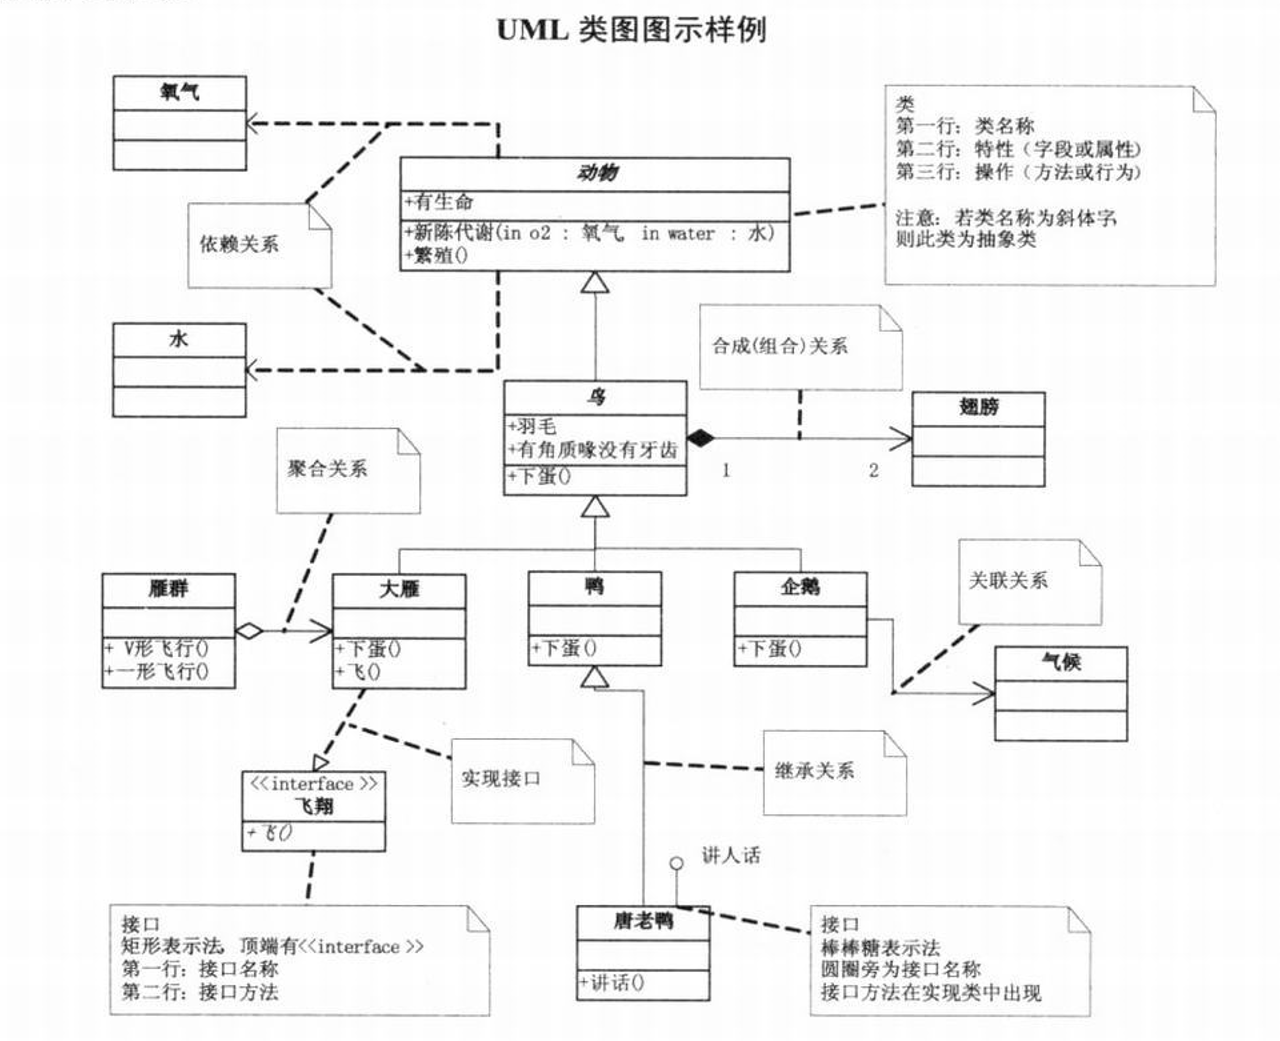 UML 类图图示样例
氧气
类
第一行：类名称
第二行：特性（字段或属性）
第三行：操作（方法或行为）
注意：若类名称为斜体字，
则此类为抽象类
动物
+有生命
+新陈代谢(in o2 : 氧气, in water : 水)
+繁殖()
依赖关系
水
合成(组合)关系
鸟
+羽毛
+有角质喙没有牙齿
+下蛋()
1
2
翅膀
聚合关系
关联关系
雁群
+ V形飞行()
+一形飞行()
大雁
+下蛋()
+飞()
鸭
+下蛋()
企鹅
+下蛋()
气候
实现接口
继承关系
<<interface >>
飞翔
+飞()
讲人话
接口
矩形表示法，顶端有<<interface >>
第一行：接口名称
第二行：接口方法
唐老鸭
+讲话()
接口
棒棒糖表示法
圆圈旁为接口名称
接口方法在实现类中出现